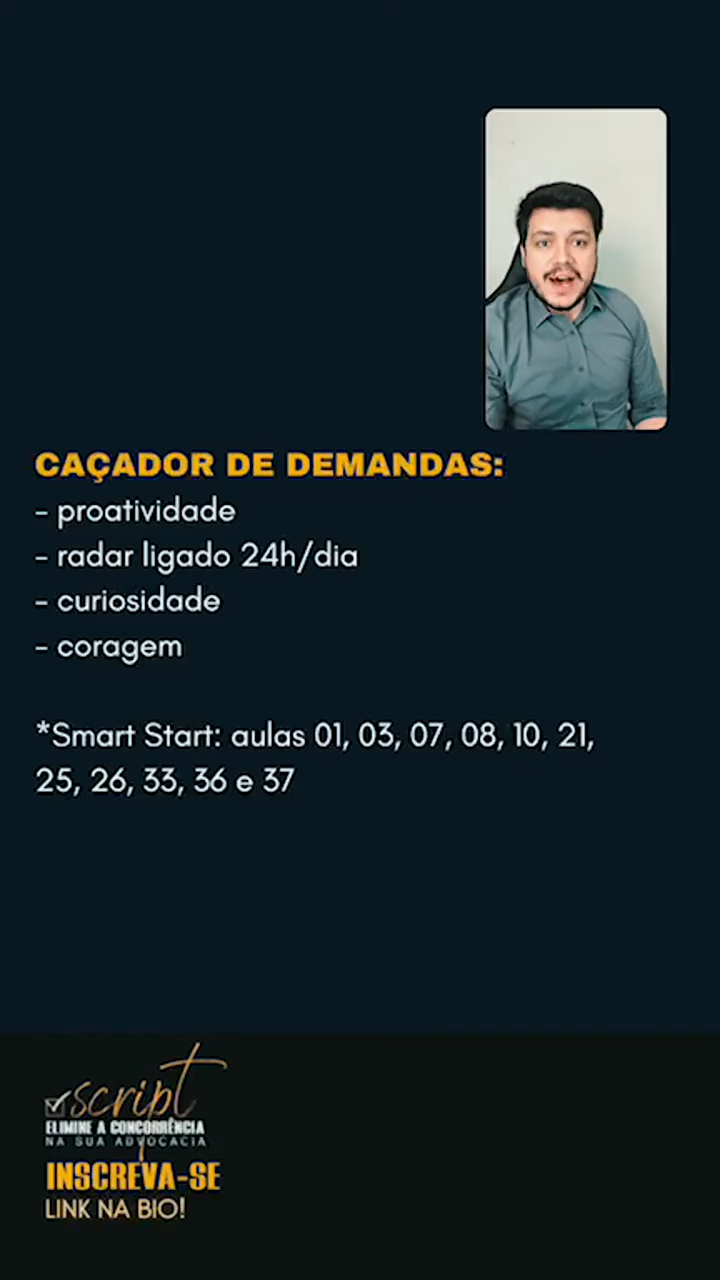 CAÇADOR DE DEMANDAS:
- proatividade
- radar ligado 24h/dia
- curiosidade
- coragem
*Smart Start: aulas 01, 03, 07, 08, 10, 21,
25, 26, 33, 36 e 37
script
ELIMINE A CONCORRÊNCIA
NA SUA ADVOCACIA
INSCREVA-SE
LINK NA BIO!